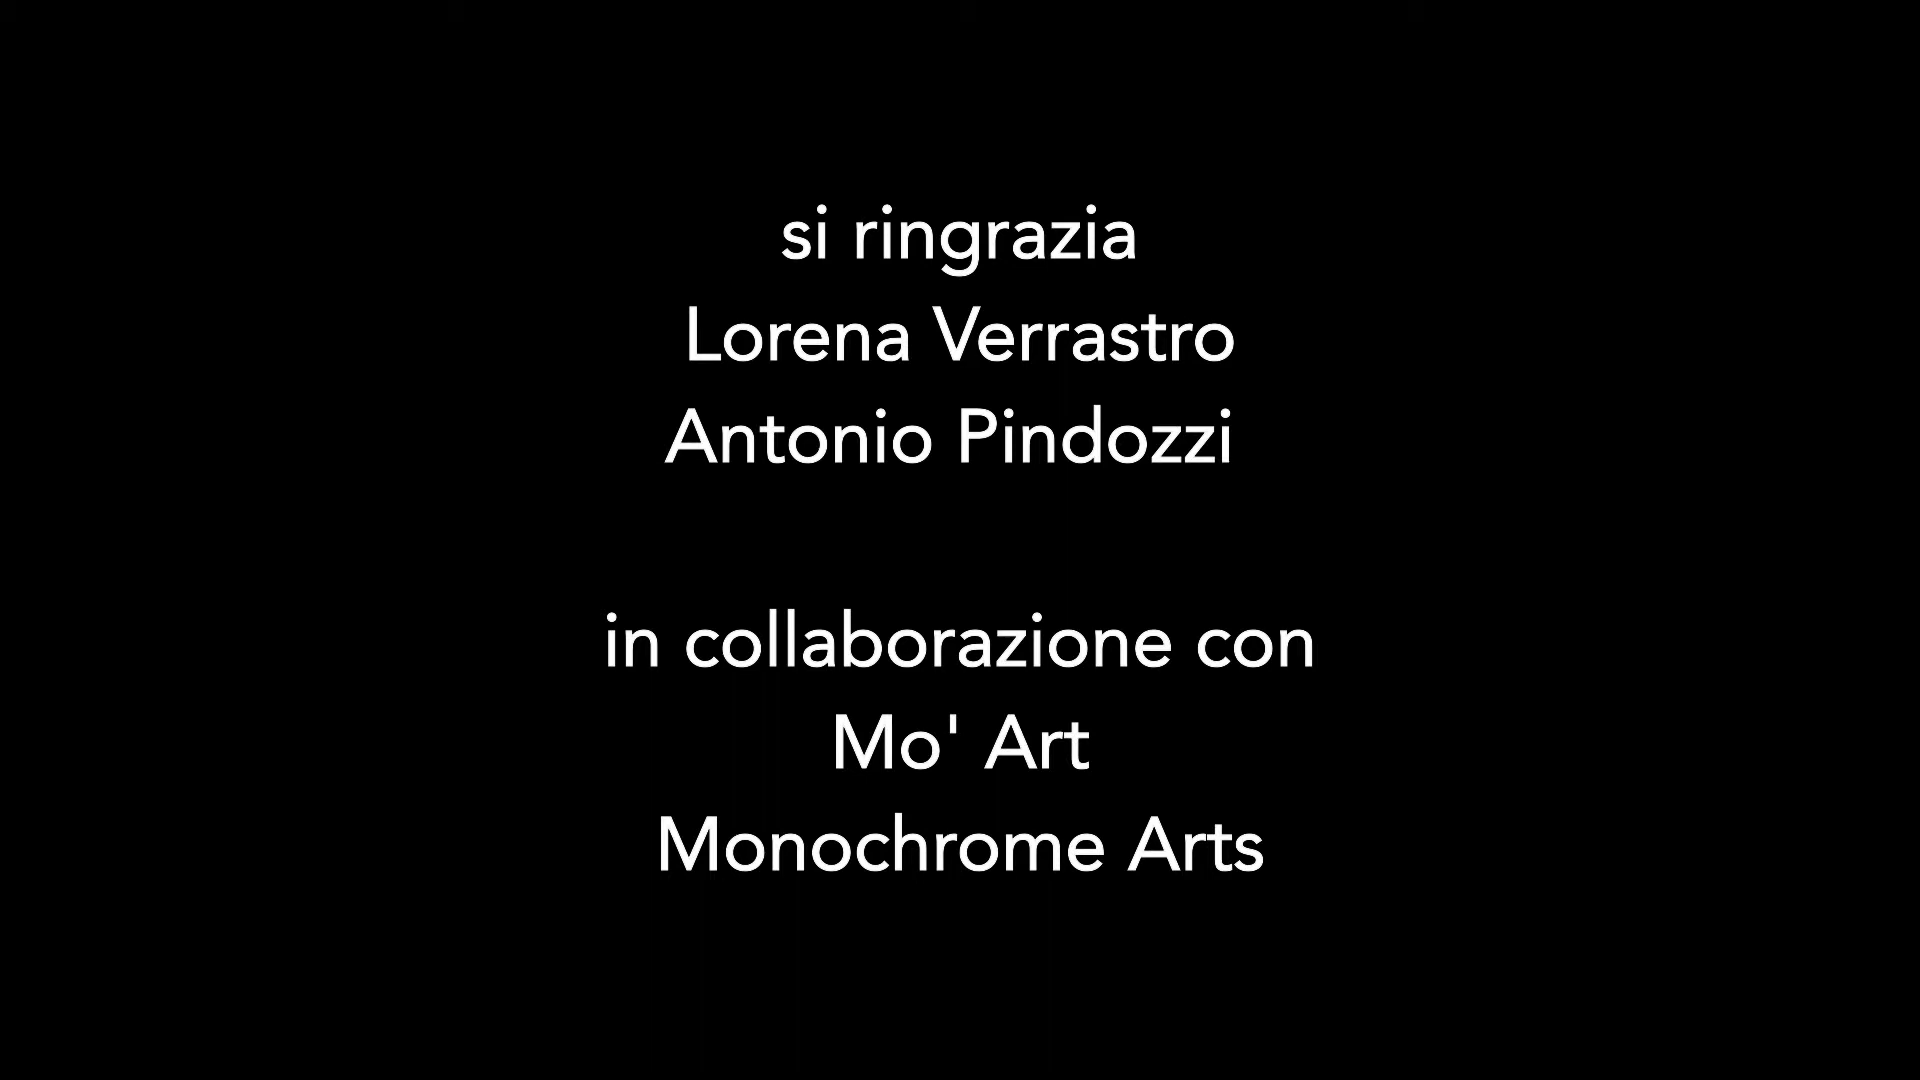 si ringrazia
Lorena Verrastro
Antonio Pindozzi
in collaborazione con
Mo' Art
Monochrome Arts